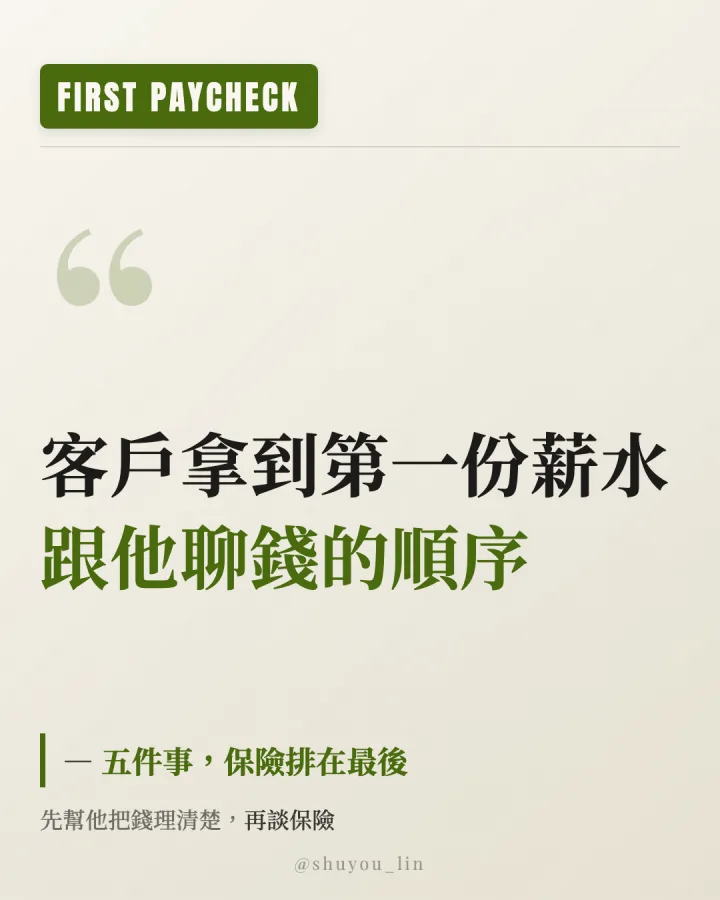 FIRST PAYCHECK
“
客戶拿到第一份薪水
跟他聊錢的順序
— 五件事，保險排在最後
先幫他把錢理清楚，再談保險
@shuyou_lin